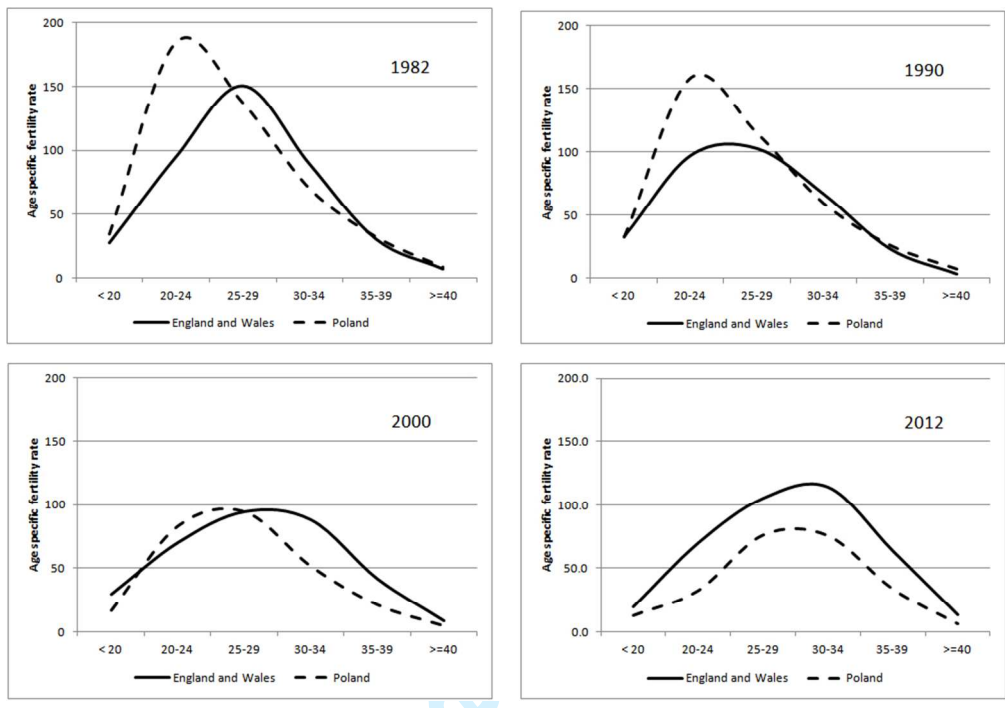 200
150
100
50
0
Age specific fertility rate
1982
< 20 20-24 25-29 30-34 35-39 >=40
England and Wales Poland
200
150
100
50
0
Age specific fertility rate
1990
< 20 20-24 25-29 30-34 35-39 >=40
England and Wales Poland
200
150
100
50
0
Age specific fertility rate
2000
< 20 20-24 25-29 30-34 35-39 >=40
England and Wales Poland
200.0
150.0
100.0
50.0
0.0
Age specific fertility rate
2012
< 20 20-24 25-29 30-34 35-39 >=40
England and Wales Poland